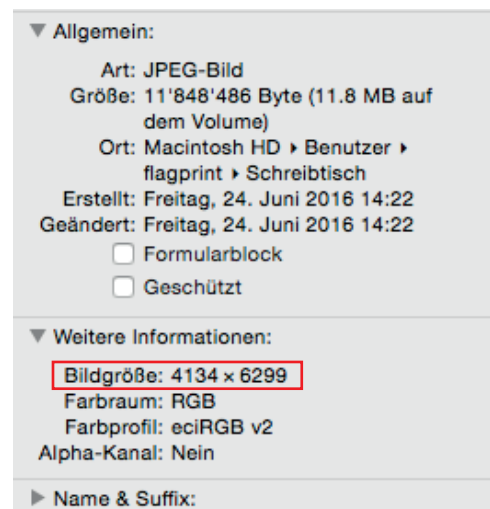 ▼ Allgemein:
Art: JPEG-Bild
Größe: 11'848'486 Byte (11.8 MB auf
dem Volume)
Ort: Macintosh HD ▸ Benutzer ▸
flagprint ▸ Schreibtisch
Erstellt: Freitag, 24. Juni 2016 14:22
Geändert: Freitag, 24. Juni 2016 14:22
Formularblock
Geschützt
▼ Weitere Informationen:
Bildgröße: 4134 × 6299
Farbraum: RGB
Farbprofil: eciRGB v2
Alpha-Kanal: Nein
▶ Name & Suffix: